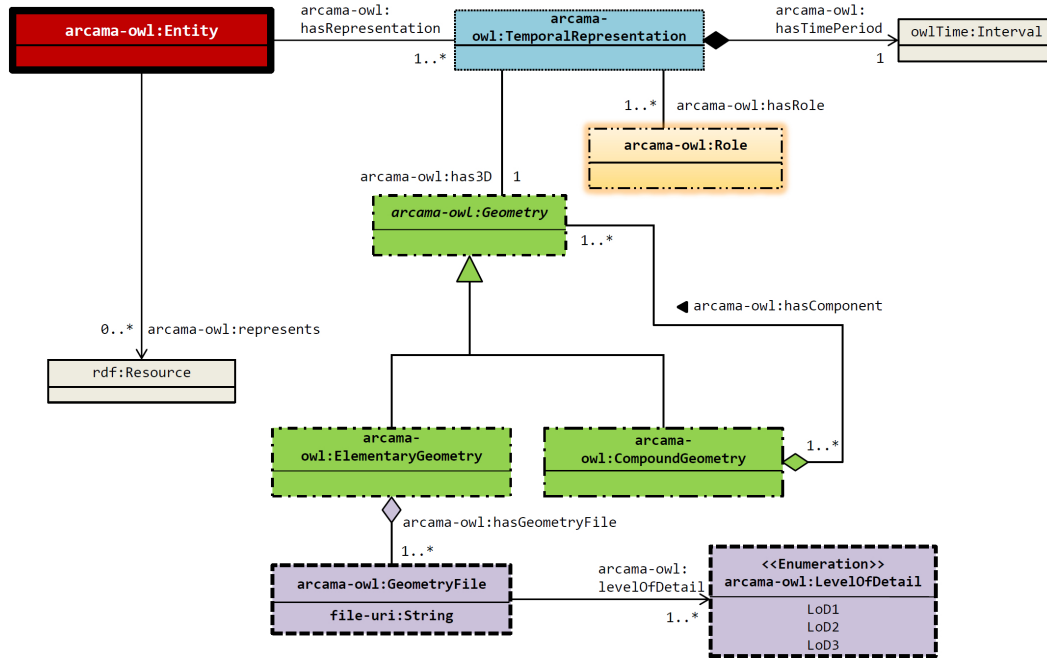 arcama-owl:Entity
arcama-owl:
hasRepresentation
1..*
arcama-
owl:TemporalRepresentation
arcama-owl:
hasTimePeriod
1
owlTime:Interval
1..*
arcama-owl:hasRole
arcama-owl:Role
arcama-owl:has3D
1
arcama-owl:Geometry
1..*
arcama-owl:hasComponent
0..*
arcama-owl:represents
rdf:Resource
arcama-
owl:ElementaryGeometry
arcama-
owl:CompoundGeometry
1..*
arcama-owl:hasGeometryFile
1..*
arcama-owl:GeometryFile
file-uri:String
arcama-owl:
levelOfDetail
1..*
<<Enumeration>>
arcama-owl:LevelOfDetail
LoD1
LoD2
LoD3